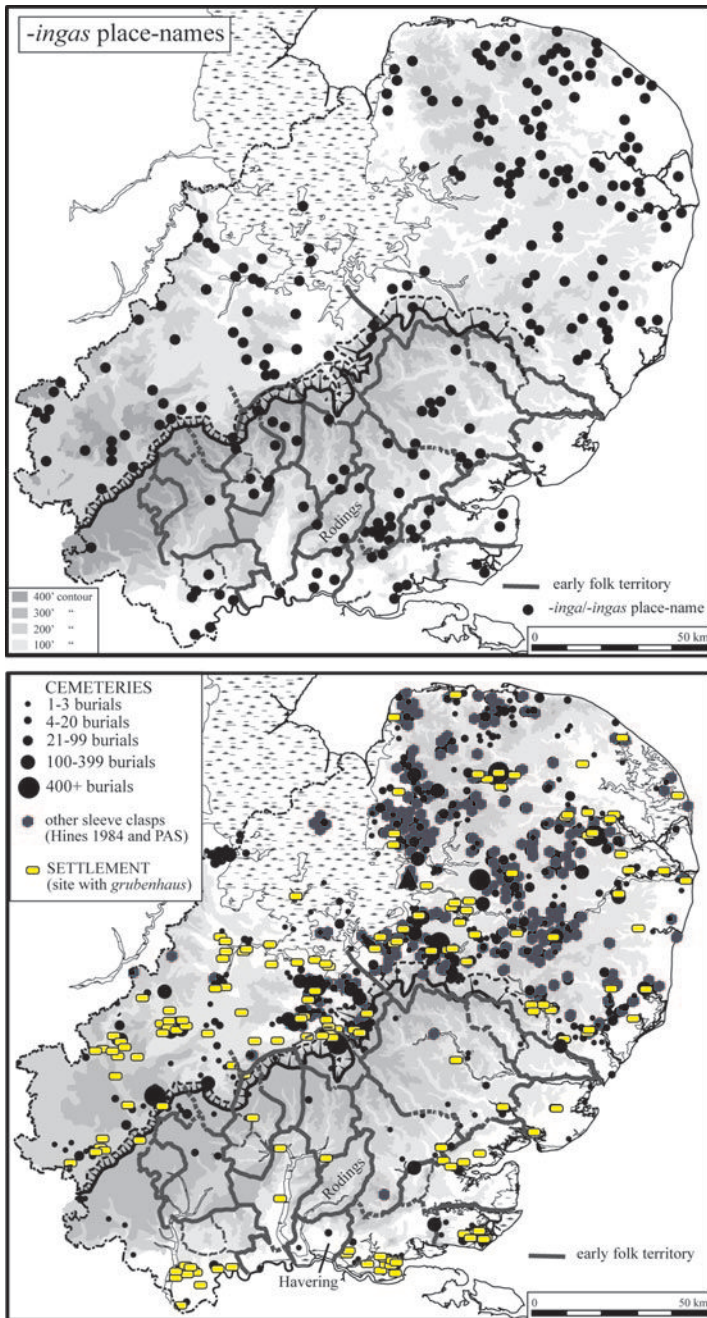 -ingas place-names
Rodings
400' contour
300' “
200' “
100' “
early folk territory
-inga/-ingas place-name
0 50 km
CEMETERIES
1-3 burials
4-20 burials
21-99 burials
100-399 burials
400+ burials
other sleeve clasps
(Hines 1984 and PAS)
SETTLEMENT
(site with grubenhaus)
Rodings
early folk territory
Havering
0 50 km